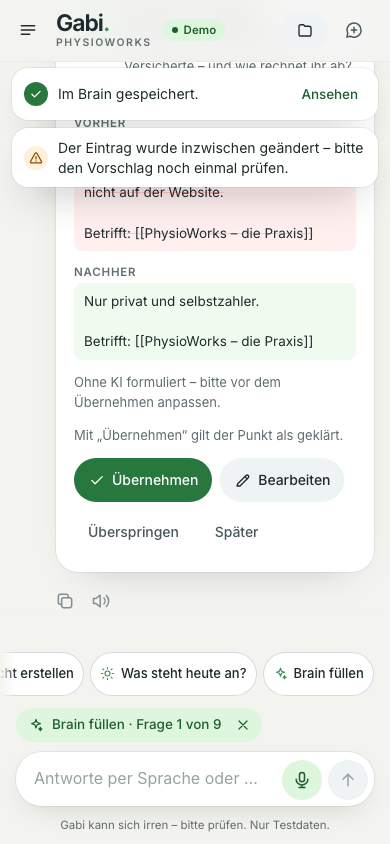 Gabi.
PHYSIOWORKS
Demo
Versicherte – und wie rechnet ihr ab?
Im Brain gespeichert.
Ansehen
VORHER
Der Eintrag wurde inzwischen geändert – bitte
den Vorschlag noch einmal prüfen.
nicht auf der Website.
Betrifft: [[PhysioWorks – die Praxis]]
NACHHER
Nur privat und selbstzahler.
Betrifft: [[PhysioWorks – die Praxis]]
Ohne KI formuliert – bitte vor dem
Übernehmen anpassen.
Mit „Übernehmen“ gilt der Punkt als geklärt.
Übernehmen
Bearbeiten
Überspringen
Später
cht erstellen
Was steht heute an?
Brain füllen
Brain füllen · Frage 1 von 9
Antworte per Sprache oder ...
Gabi kann sich irren – bitte prüfen. Nur Testdaten.